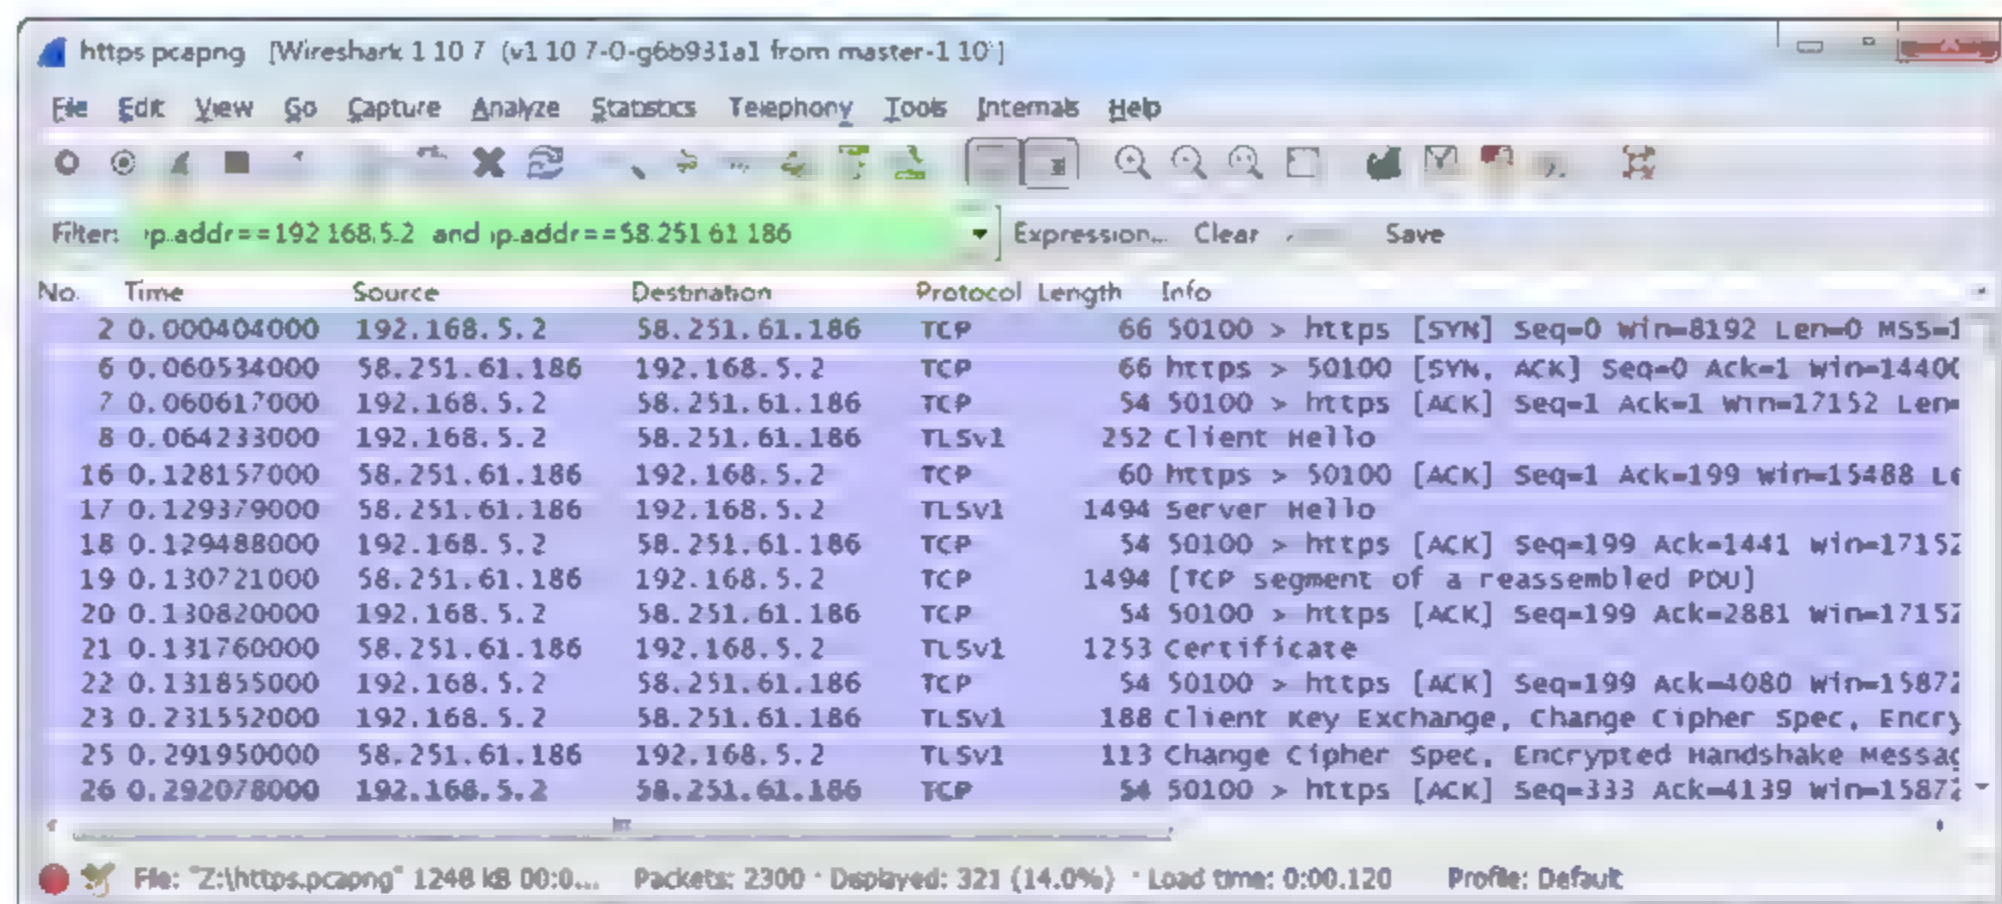 https.pcapng [Wireshark 1.10.7 (v1.10.7-0-g6b931a1 from master-1.10)]
File Edit View Go Capture Analyze Statistics Telephony Tools Internals Help
Filter: ip.addr==192.168.5.2 and ip.addr==58.251.61.186 Expression... Clear Save
No. Time Source Destination Protocol Length Info
2 0.000404000 192.168.5.2 58.251.61.186 TCP 66 50100 > https [SYN] Seq=0 Win=8192 Len=0 MSS=1
6 0.060534000 58.251.61.186 192.168.5.2 TCP 66 https > 50100 [SYN, ACK] Seq=0 Ack=1 Win=1440
7 0.060617000 192.168.5.2 58.251.61.186 TCP 54 50100 > https [ACK] Seq=1 Ack=1 Win=17152 Len=
8 0.064233000 192.168.5.2 58.251.61.186 TLSv1 252 Client Hello
16 0.128157000 58.251.61.186 192.168.5.2 TCP 60 https > 50100 [ACK] Seq=1 Ack=199 Win=15488 Le
17 0.129379000 58.251.61.186 192.168.5.2 TLSv1 1494 Server Hello
18 0.129488000 192.168.5.2 58.251.61.186 TCP 54 50100 > https [ACK] Seq=199 Ack=1441 Win=17152
19 0.130721000 58.251.61.186 192.168.5.2 TCP 1494 [TCP segment of a reassembled PDU]
20 0.130820000 192.168.5.2 58.251.61.186 TCP 54 50100 > https [ACK] Seq=199 Ack=2881 Win=17152
21 0.131760000 58.251.61.186 192.168.5.2 TLSv1 1253 Certificate
22 0.131855000 192.168.5.2 58.251.61.186 TCP 54 50100 > https [ACK] Seq=199 Ack=4080 Win=15872
23 0.231552000 192.168.5.2 58.251.61.186 TLSv1 188 Client Key Exchange, Change Cipher Spec, Encry
25 0.291950000 58.251.61.186 192.168.5.2 TLSv1 113 Change Cipher Spec, Encrypted Handshake Messag
26 0.292078000 192.168.5.2 58.251.61.186 TCP 54 50100 > https [ACK] Seq=333 Ack=4139 Win=15872
File: "Z:\https.pcapng" 1248 kB 00:0... Packets: 2300 · Displayed: 321 (14.0%) · Load time: 0:00.120 Profile: Default